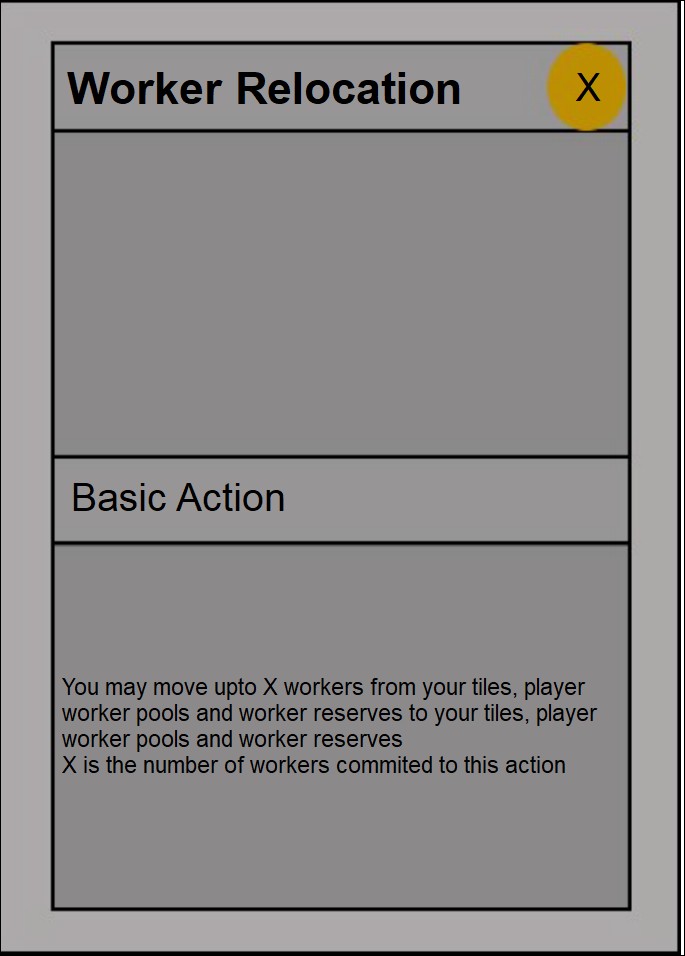 Worker Relocation
X
Basic Action
You may move upto X workers from your tiles, player
worker pools and worker reserves to your tiles, player
worker pools and worker reserves
X is the number of workers commited to this action